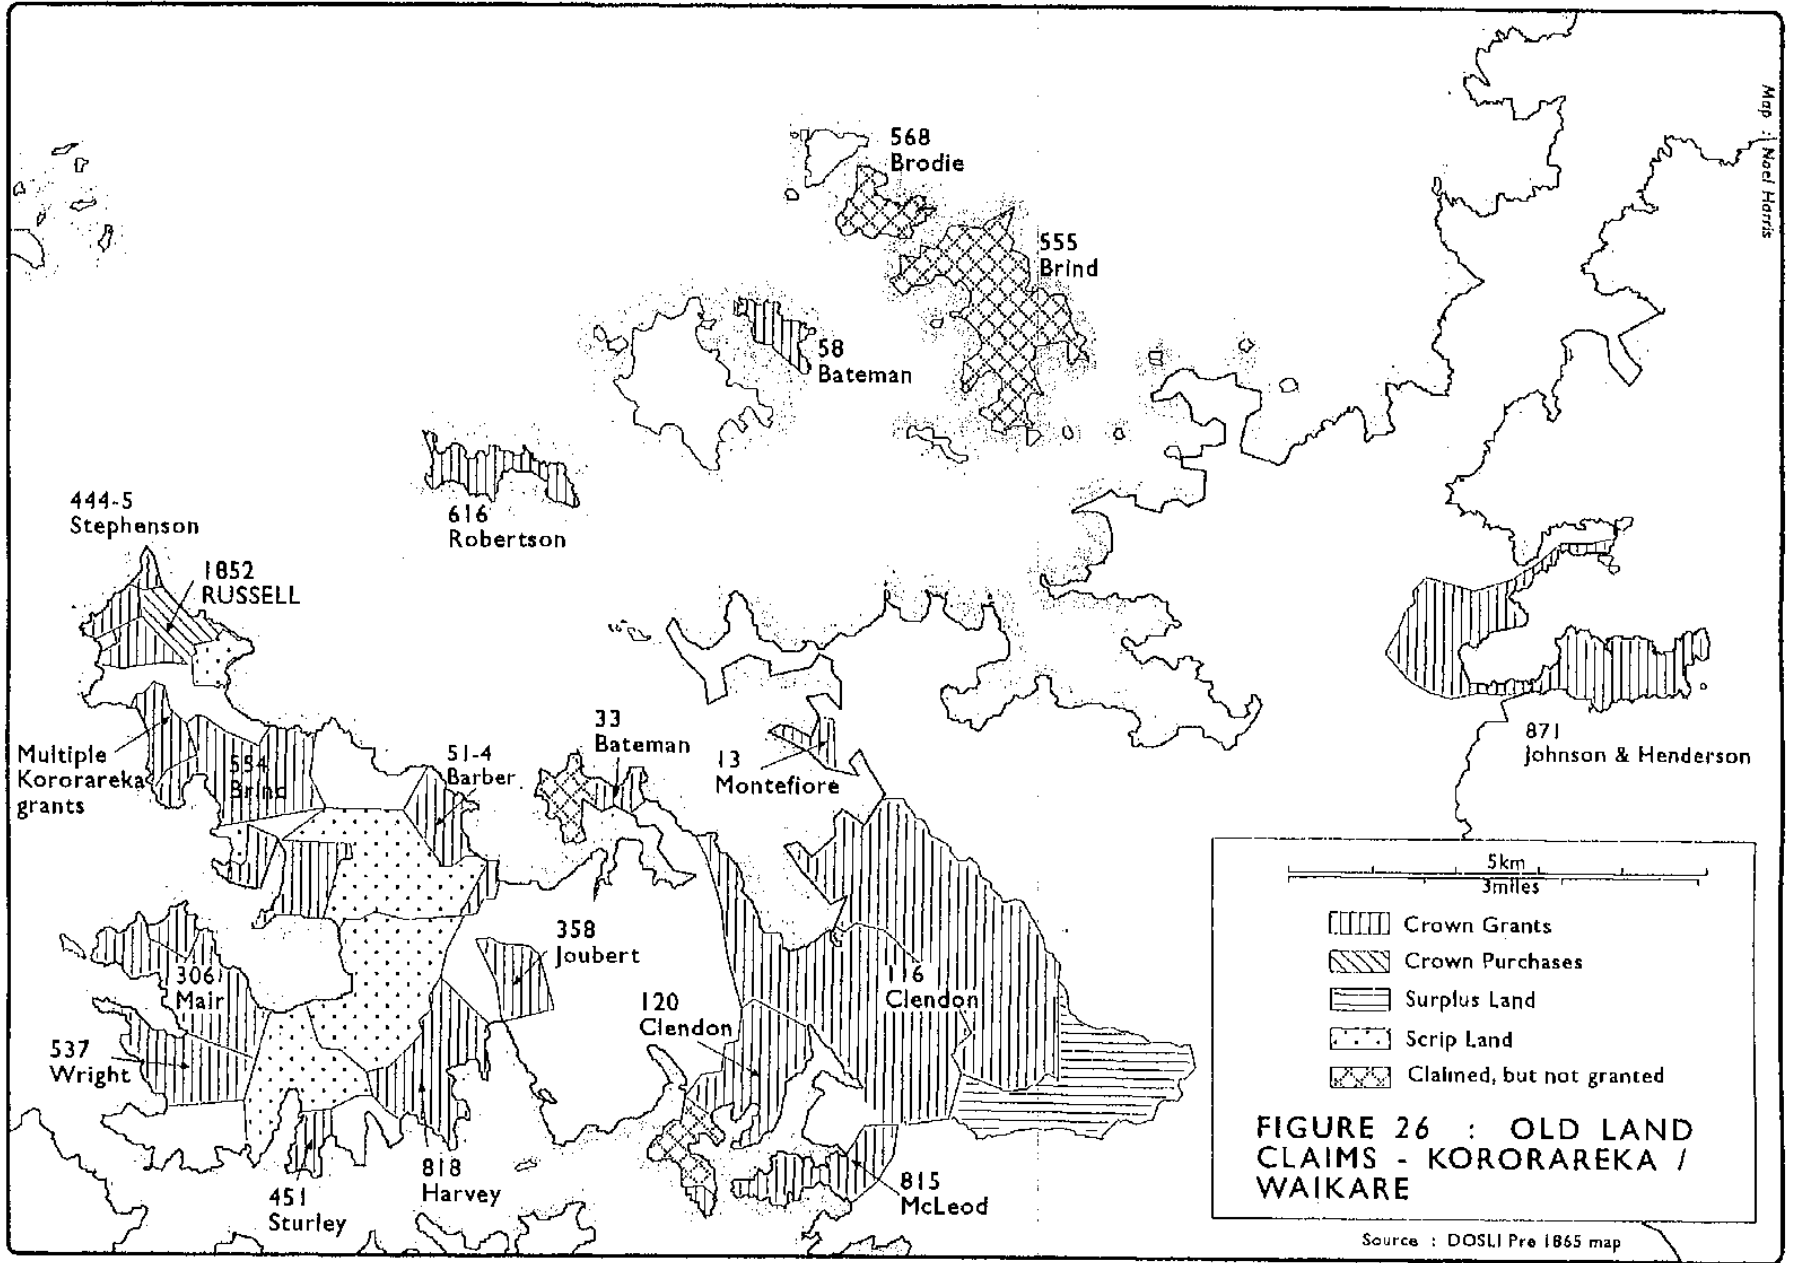 Map : Noel Harris
568
Brodie
555
Brind
58
Bateman
444-5
Stephenson
616
Robertson
1852
RUSSELL
33
Bateman
51-4
Barber
13
Montefiore
871
Johnson & Henderson
Multiple
Kororareka
grants
554
Brind
358
Joubert
306
Mair
116
Clendon
120
Clendon
537
Wright
818
Harvey
815
McLeod
451
Sturley
5km
3miles
Crown Grants
Crown Purchases
Surplus Land
Scrip Land
Claimed, but not granted
FIGURE 26 : OLD LAND
CLAIMS - KORORAREKA /
WAIKARE
Source : DOSLI Pre 1865 map